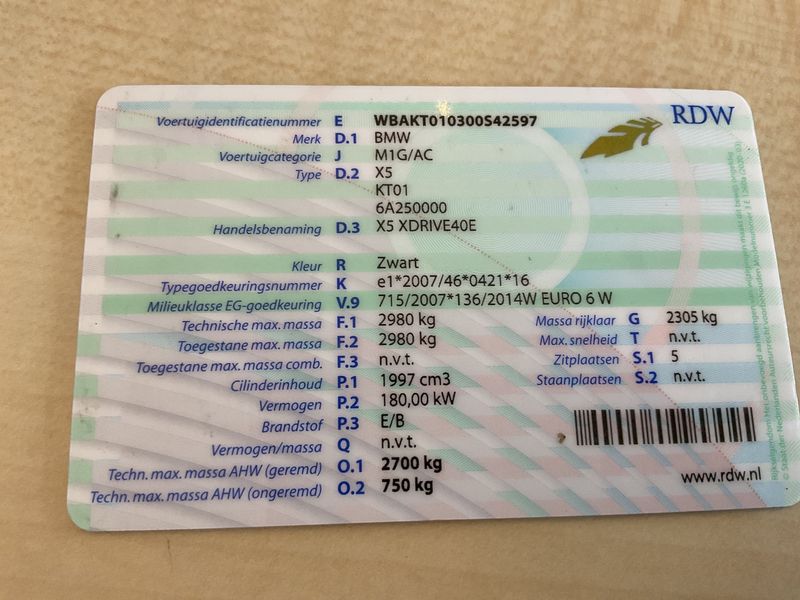 RDW
Voertuigidentificatienummer E WBAKT010300S42597
Merk D.1 BMW
Voertuigcategorie J M1G/AC
Type D.2 X5
KT01
6A250000
Handelsbenaming D.3 X5 XDRIVE40E
Kleur R Zwart
Typegoedkeuringsnummer K e1*2007/46*0421*16
Milieuklasse EG-goedkeuring V.9 715/2007*136/2014W EURO 6 W
Technische max. massa F.1 2980 kg Massa rijklaar G 2305 kg
Toegestane max. massa F.2 2980 kg Max. snelheid T n.v.t.
Toegestane max. massa comb. F.3 n.v.t. Zitplaatsen S.1 5
Cilinderinhoud P.1 1997 cm3 Staanplaatsen S.2 n.v.t.
Vermogen P.2 180,00 kW
Brandstof P.3 E/B
Vermogen/massa Q n.v.t.
Techn. max. massa AHW (geremd) O.1 2700 kg
Techn. max. massa AHW (ongeremd) O.2 750 kg
www.rdw.nl